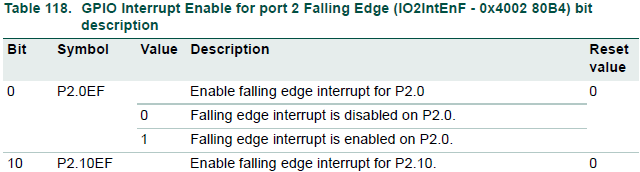 Table 118. GPIO Interrupt Enable for port 2 Falling Edge (IO2IntEnF - 0x4002 80B4) bit
description
Bit Symbol Value Description Reset
value
0 P2.0EF Enable falling edge interrupt for P2.0 0
0 Falling edge interrupt is disabled on P2.0.
1 Falling edge interrupt is enabled on P2.0.
10 P2.10EF Enable falling edge interrupt for P2.10. 0